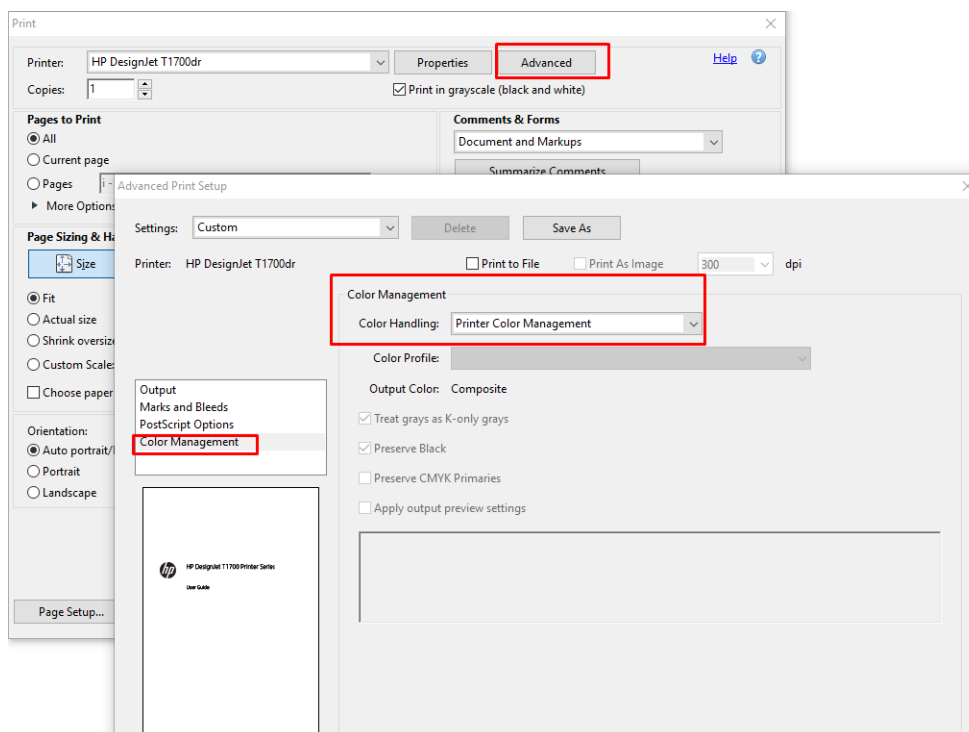 Print
Printer: HP DesignJet T1700dr Properties Advanced Help ?
Copies: 1 Print in grayscale (black and white)
Pages to Print
All
Current page
Pages
More Options
Comments & Forms
Document and Markups
Summarize Comments
Page Sizing & Ha
Size
Fit
Actual size
Shrink oversize
Custom Scale:
Choose paper
Orientation:
Auto portrait/
Portrait
Landscape
Page Setup...
Advanced Print Setup
Settings: Custom Delete Save As
Printer: HP DesignJet T1700dr Print to File Print As Image 300 dpi
Output
Marks and Bleeds
PostScript Options
Color Management
Color Management
Color Handling: Printer Color Management
Color Profile:
Output Color: Composite
Treat grays as K-only grays
Preserve Black
Preserve CMYK Primaries
Apply output preview settings
hp HP DesignJet T1700 Printer Series
User Guide